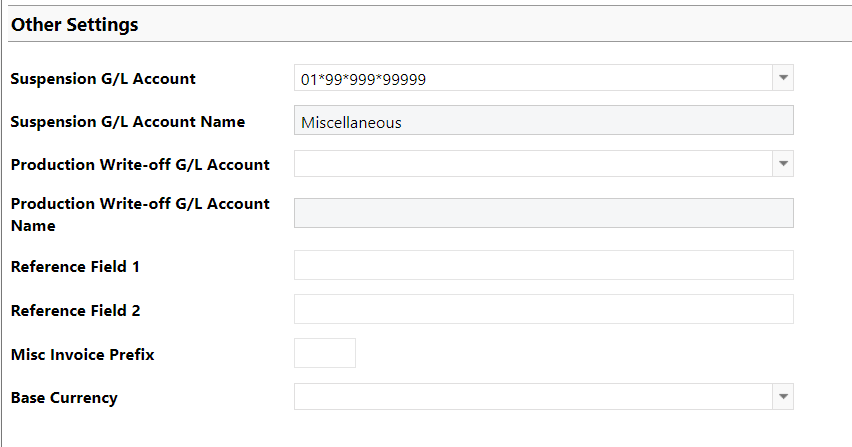 Other Settings
Suspension G/L Account
01*99*999*99999
Suspension G/L Account Name
Miscellaneous
Production Write-off G/L Account
Production Write-off G/L Account
Name
Reference Field 1
Reference Field 2
Misc Invoice Prefix
Base Currency